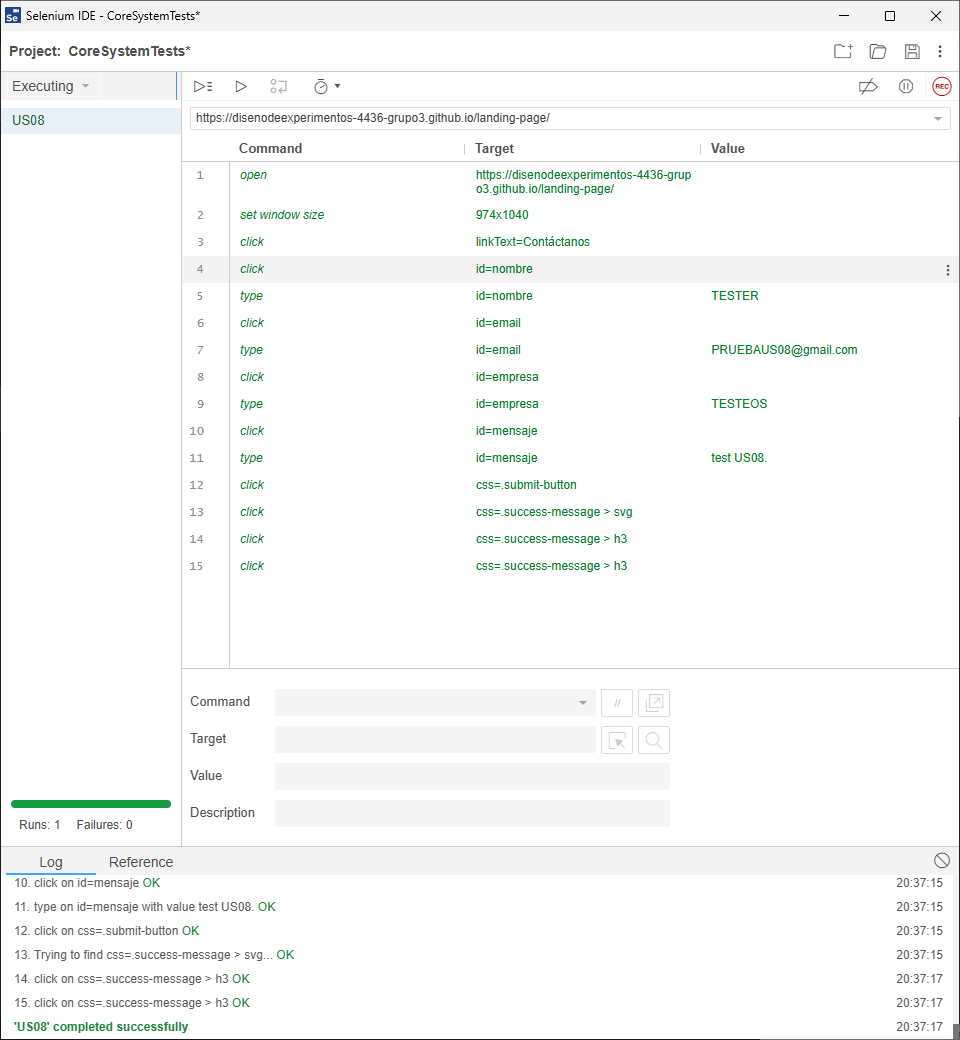 Selenium IDE - CoreSystemTests*
Project: CoreSystemTests*
Executing
REC
US08
https://disenodeexperimentos-4436-grupo3.github.io/landing-page/
Command Target Value
1 open https://disenodeexperimentos-4436-grup
o3.github.io/landing-page/
2 set window size 974x1040
3 click linkText=Contáctanos
4 click id=nombre
5 type id=nombre TESTER
6 click id=email
7 type id=email PRUEBAUS08@gmail.com
8 click id=empresa
9 type id=empresa TESTEOS
10 click id=mensaje
11 type id=mensaje test US08.
12 click css=.submit-button
13 click css=.success-message > svg
14 click css=.success-message > h3
15 click css=.success-message > h3
Command //
Target
Value
Description
Runs: 1 Failures: 0
Log Reference
10. click on id=mensaje OK 20:37:15
11. type on id=mensaje with value test US08. OK 20:37:15
12. click on css=.submit-button OK 20:37:15
13. Trying to find css=.success-message > svg... OK 20:37:15
14. click on css=.success-message > h3 OK 20:37:17
15. click on css=.success-message > h3 OK 20:37:17
'US08' completed successfully 20:37:17